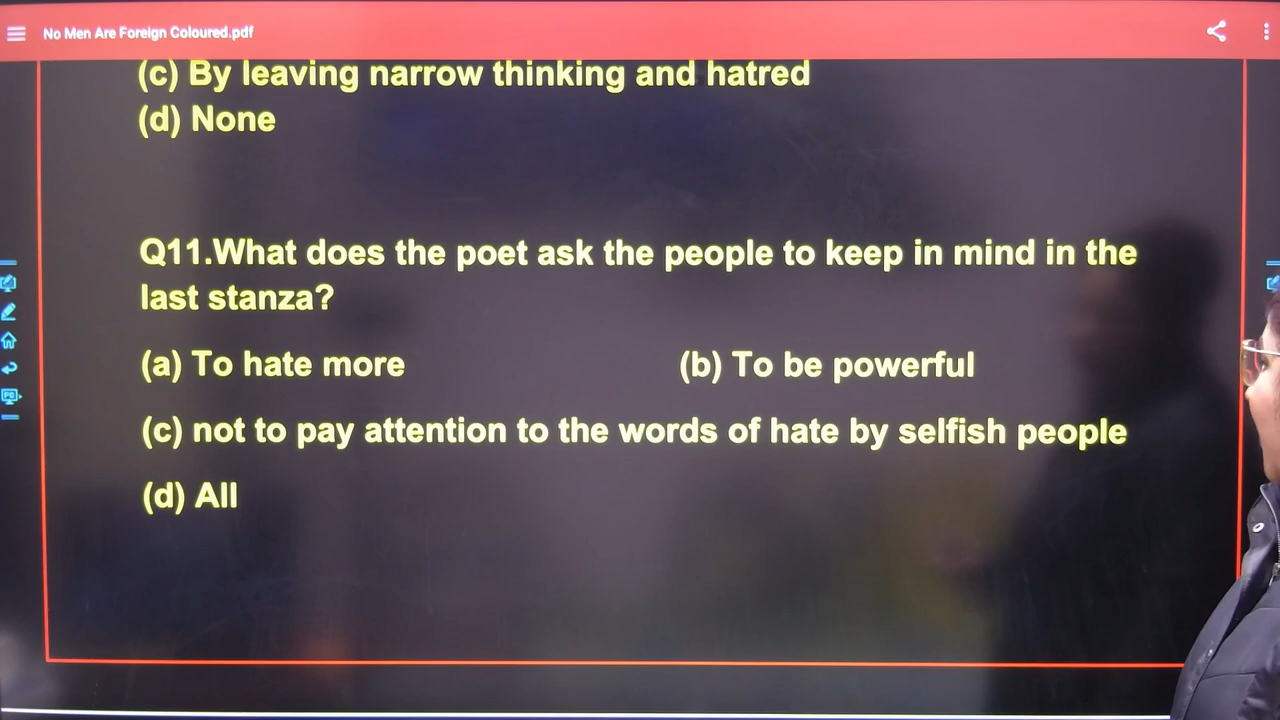 No Men Are Foreign Coloured.pdf
(c) By leaving narrow thinking and hatred
(d) None
Q11.What does the poet ask the people to keep in mind in the
last stanza?
(a) To hate more (b) To be powerful
(c) not to pay attention to the words of hate by selfish people
(d) All